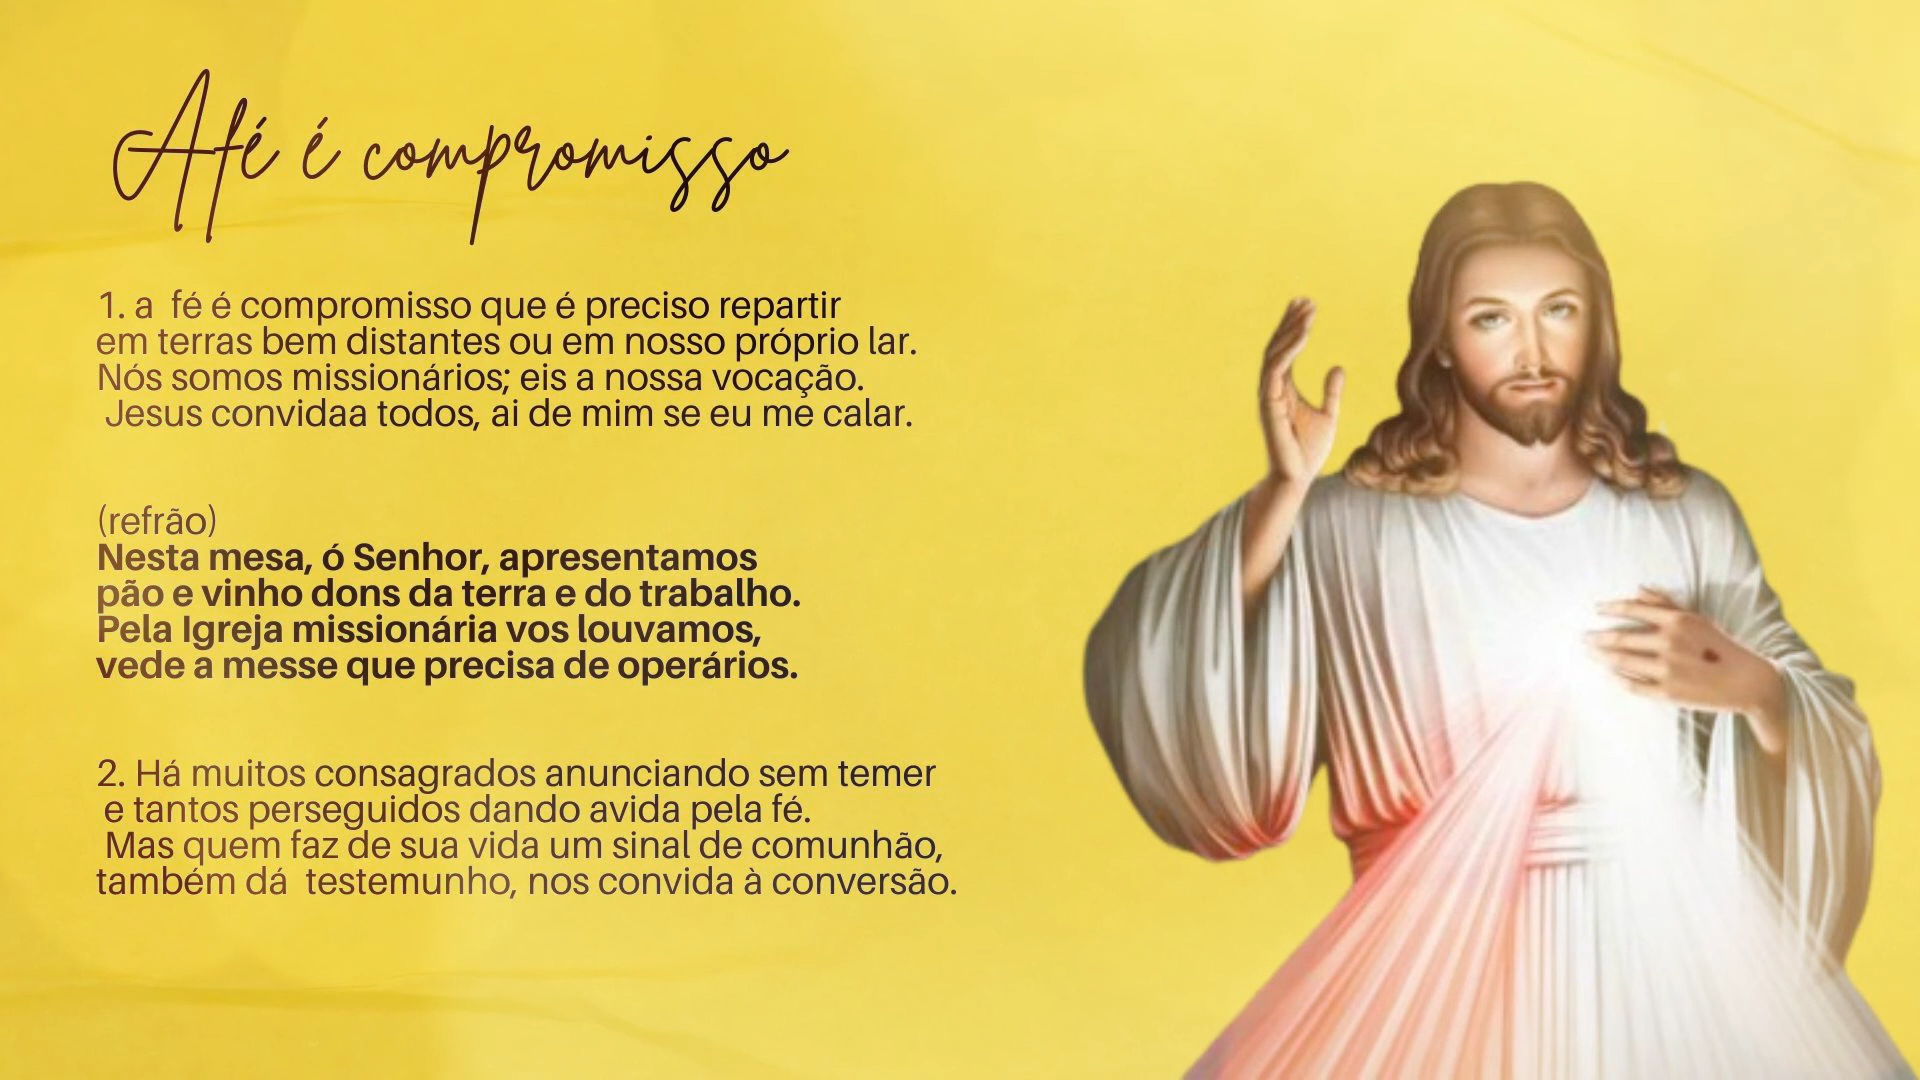 A fé é compromisso
1. a  fé é compromisso que é preciso repartir
em terras bem distantes ou em nosso próprio lar.
Nós somos missionários; eis a nossa vocação.
Jesus convidaa todos, ai de mim se eu me calar.
(refrão)
Nesta mesa, ó Senhor, apresentamos
pão e vinho dons da terra e do trabalho.
Pela Igreja missionária vos louvamos,
vede a messe que precisa de operários.
2. Há muitos consagrados anunciando sem temer
e tantos perseguidos dando avida pela fé.
Mas quem faz de sua vida um sinal de comunhão,
também dá  testemunho, nos convida à conversão.